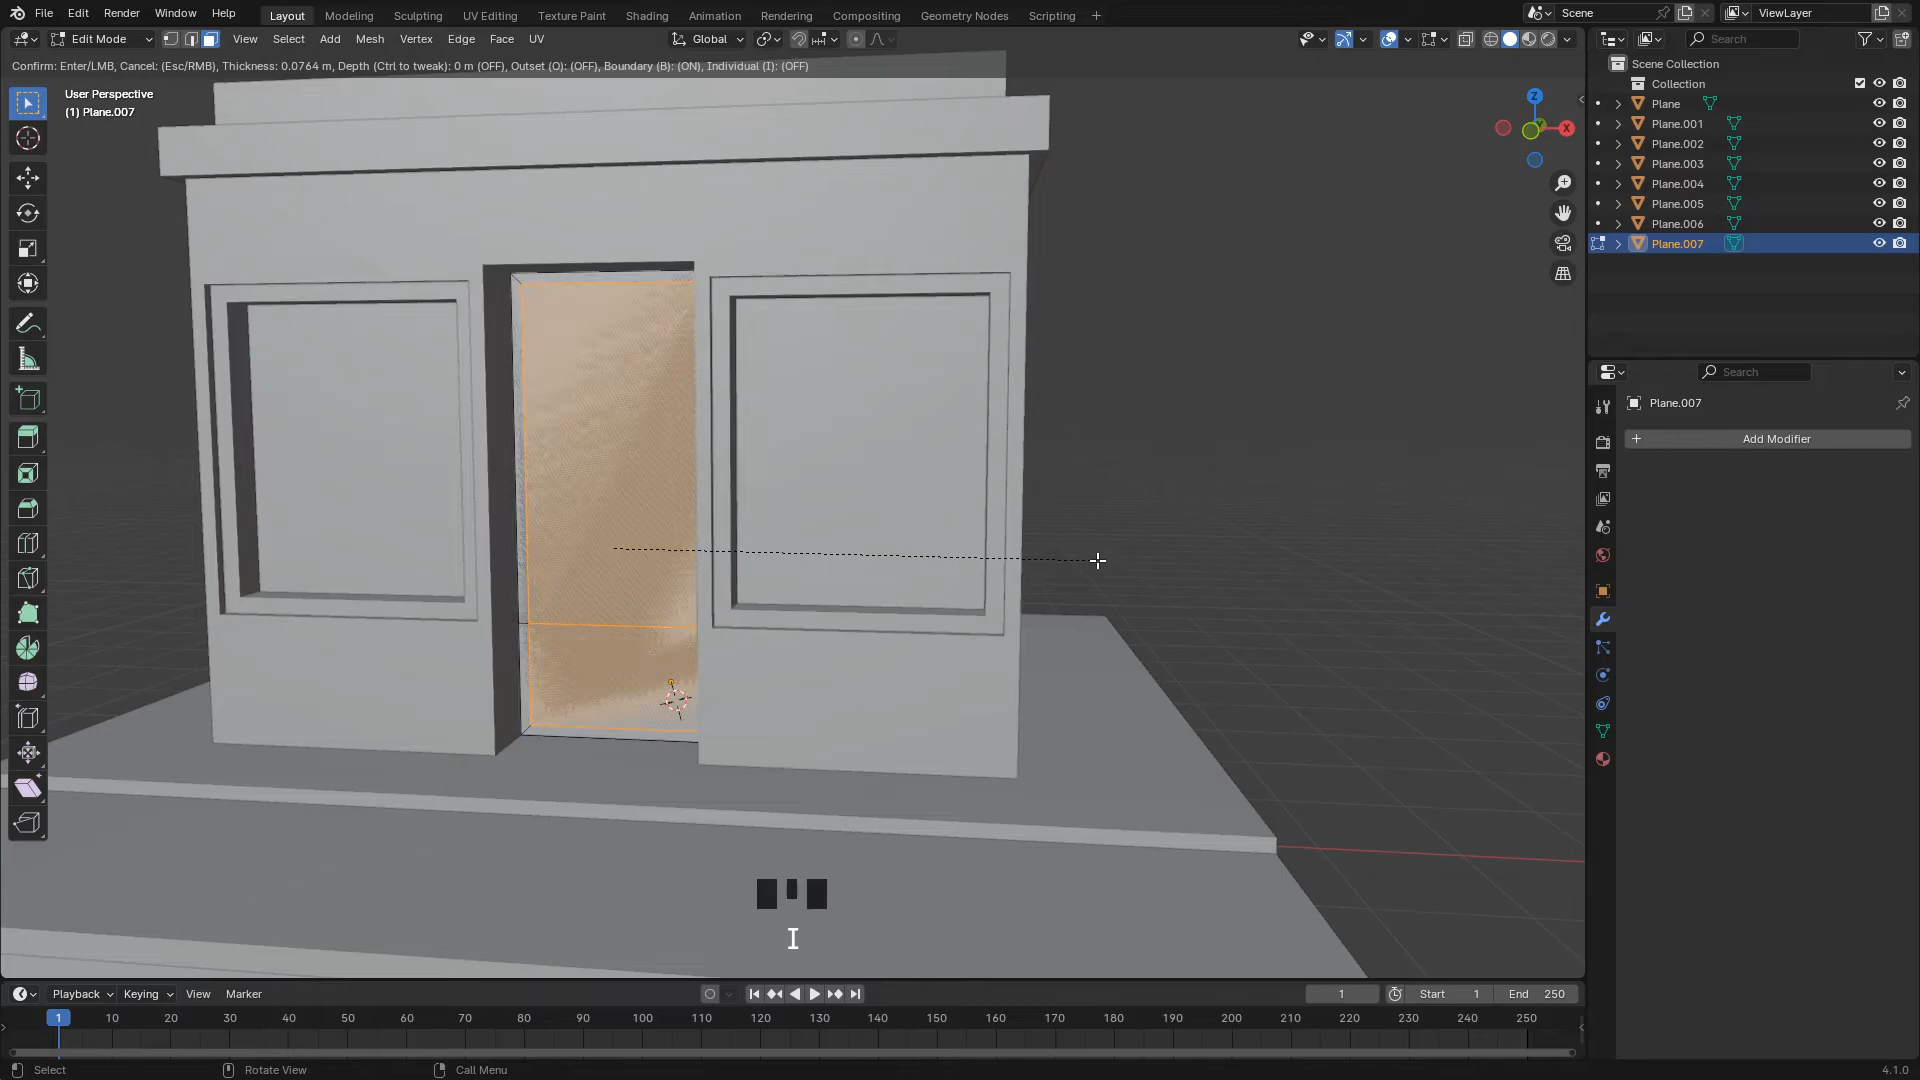 File Edit Render Window Help Layout Modeling Sculpting UV Editing Texture Paint Shading Animation Rendering Compositing Geometry Nodes Scripting + Scene ViewLayer
Edit Mode View Select Add Mesh Vertex Edge Face UV Global Search
Confirm: Enter/LMB, Cancel: (Esc/RMB), Thickness: 0.0764 m, Depth (Ctrl to tweak): 0 m (OFF), Outset (O): (OFF), Boundary (B): (ON), Individual (I): (OFF)
User Perspective
(1) Plane.007
Z
X
Scene Collection
Collection
Plane
Plane.001
Plane.002
Plane.003
Plane.004
Plane.005
Plane.006
Plane.007
Search
Plane.007
+ Add Modifier
I
Playback Keying View Marker 1 Start 1 End 250
1 10 20 30 40 50 60 70 80 90 100 110 120 130 140 150 160 170 180 190 200 210 220 230 240 250
Select Rotate View Call Menu 4.1.0